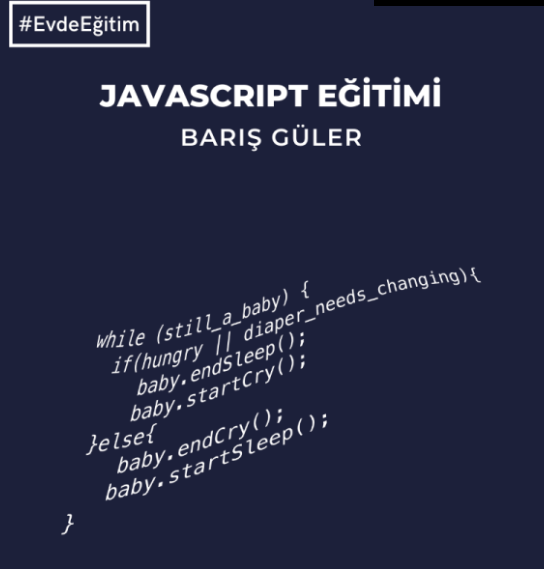 #EvdeEğitim
JAVASCRIPT EĞİTİMİ
BARIŞ GÜLER
while (still_a_baby) {
if(hungry || diaper_needs_changing){
baby.endSleep();
baby.startCry();
}else{
baby.endCry();
baby.startSleep();
}